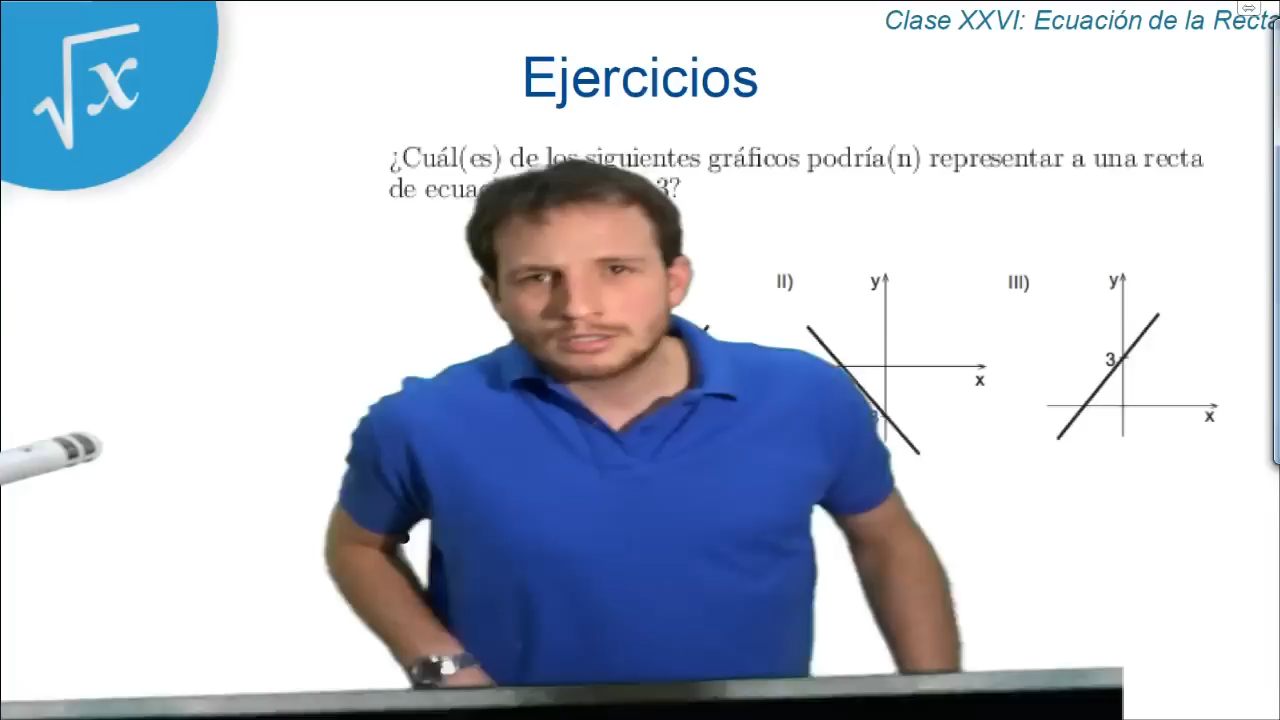 Clase XXVI: Ecuación de la Recta
√x
Ejercicios
¿Cuál(es) de los siguientes gráficos podría(n) representar a una recta
de 3?
II)
y
x
III)
y
3
x